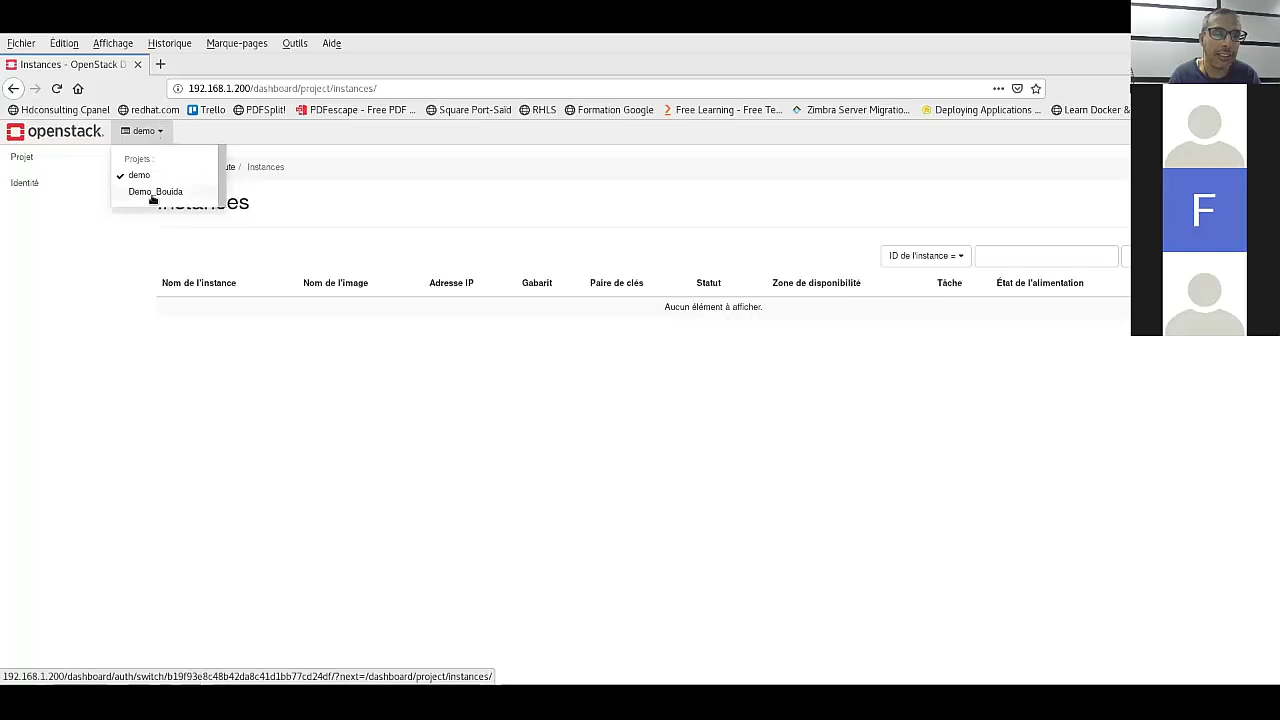 Fichier Édition Affichage Historique Marque-pages Outils Aide
Instances - OpenStack D
192.168.1.200/dashboard/project/instances/
Hdconsulting Cpanel redhat.com Trello PDFSplit! PDFescape - Free PDF ... Square Port-Saïd RHLS Formation Google Free Learning - Free Te... Zimbra Server Migratio... Deploying Applications ... Learn Docker &
openstack. demo
Projet
Identité
Projets :
demo
Demo_Bouida
ute / Instances
Instances
ID de l'instance =
Nom de l'instance Nom de l'image Adresse IP Gabarit Paire de clés Statut Zone de disponibilité Tâche État de l'alimentation
Aucun élément à afficher.
192.168.1.200/dashboard/auth/switch/b19f93e8c48b42da8c41d1bb77cd24df/?next=/dashboard/project/instances/
F